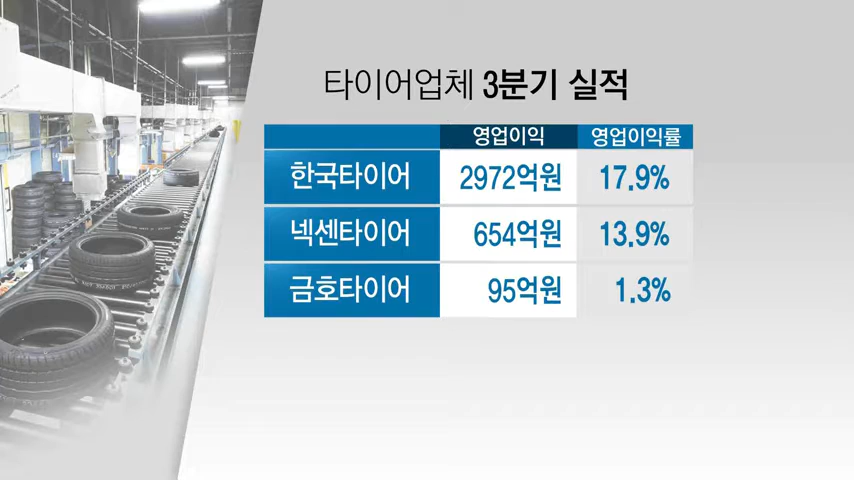 타이어업체 3분기 실적
영업이익 영업이익률
한국타이어 2972억원 17.9%
넥센타이어 654억원 13.9%
금호타이어 95억원 1.3%